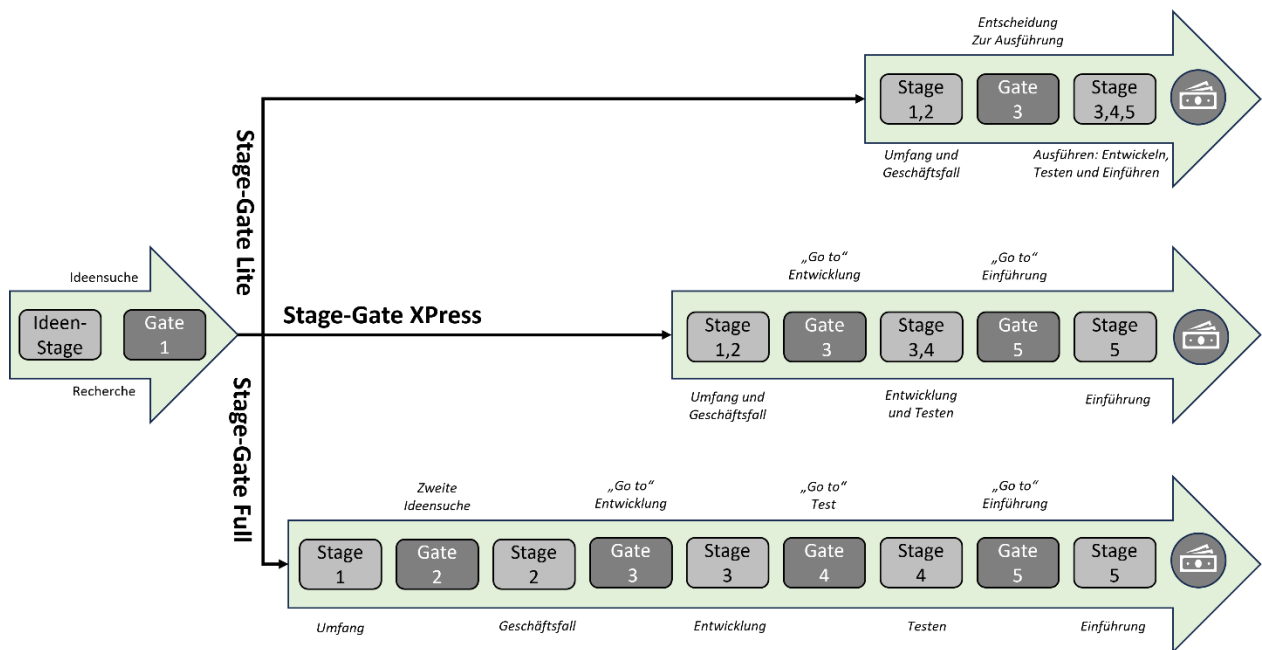 Ideensuche
Ideen-
Stage
Gate
1
Recherche
Stage-Gate Lite
Entscheidung
Zur Ausführung
Stage
1,2
Gate
3
Stage
3,4,5
Umfang und
Geschäftsfall
Ausführen: Entwickeln,
Testen und Einführen
Stage-Gate XPress
„Go to“
Entwicklung
„Go to“
Einführung
Stage
1,2
Gate
3
Stage
3,4
Gate
5
Stage
5
Umfang und
Geschäftsfall
Entwicklung
und Testen
Einführung
Stage-Gate Full
Zweite
Ideensuche
„Go to“
Entwicklung
„Go to“
Test
„Go to“
Einführung
Stage
1
Gate
2
Stage
2
Gate
3
Stage
3
Gate
4
Stage
4
Gate
5
Stage
5
Umfang
Geschäftsfall
Entwicklung
Testen
Einführung